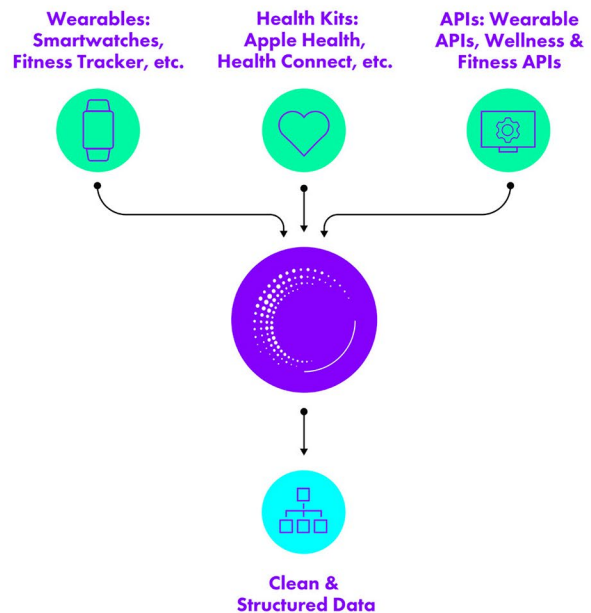 Wearables:
Smartwatches,
Fitness Tracker, etc.
Health Kits:
Apple Health,
Health Connect, etc.
APIs: Wearable
APIs, Wellness &
Fitness APIs
Clean &
Structured Data